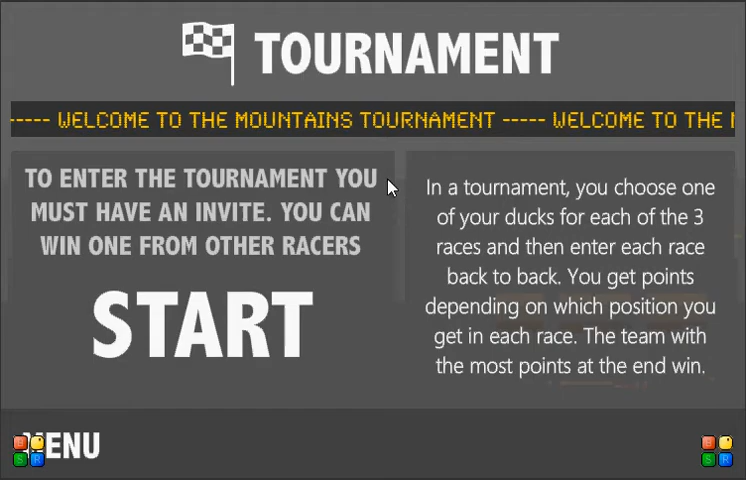 TOURNAMENT
----- WELCOME TO THE MOUNTAINS TOURNAMENT ----- WELCOME TO THE
TO ENTER THE TOURNAMENT YOU
MUST HAVE AN INVITE. YOU CAN
WIN ONE FROM OTHER RACERS
START
In a tournament, you choose one
of your ducks for each of the 3
races and then enter each race
back to back. You get points
depending on which position you
get in each race. The team with
the most points at the end win.
MENU
B
S R
B
S R